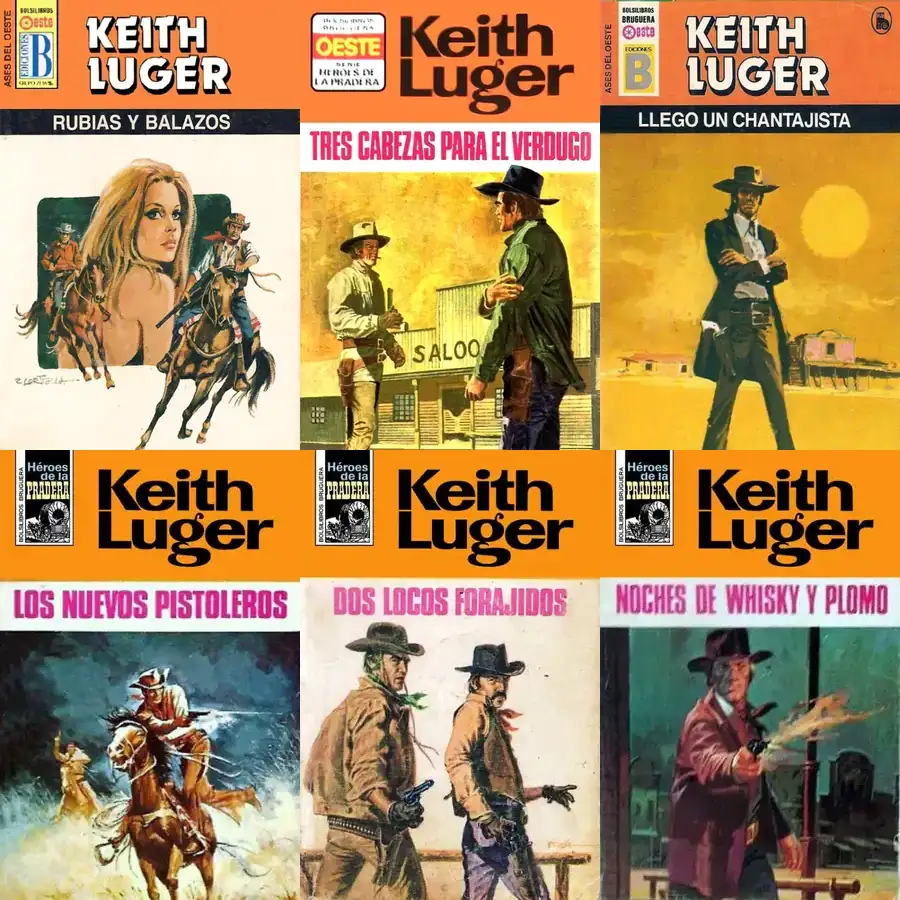 ASES DEL OESTE
BOLSILIBROS
Oeste
EDICIONES
B
GRUPO ZETA
KEITH
LUGER
RUBIAS Y BALAZOS
OESTE
SERIE
HEROES DE
LA PRADERA
Keith
Luger
TRES CABEZAS PARA EL VERDUGO
SALOO
ASES DEL OESTE
BOLSILIBROS
BRUGUERA
Oeste
EDICIONES
B
KEITH
LUGER
LLEGO UN CHANTAJISTA
BOLSILIBROS BRUGUERA
Héroes
de la
PRADERA
Keith
Luger
LOS NUEVOS PISTOLEROS
BOLSILIBROS BRUGUERA
Héroes
de la
PRADERA
Keith
Luger
DOS LOCOS FORAJIDOS
BOLSILIBROS BRUGUERA
Héroes
de la
PRADERA
Keith
Luger
NOCHES DE WHISKY Y PLOMO